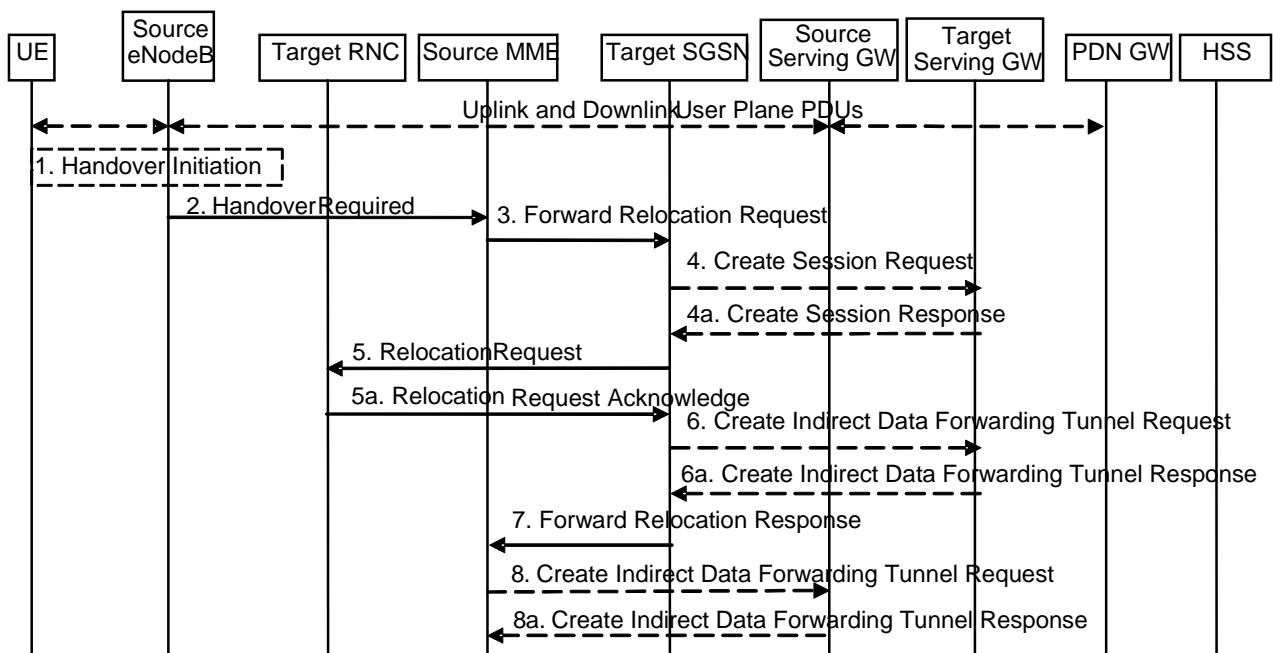 UE
Source
eNodeB
Target RNC
Source MME
Target SGSN
Source
Serving GW
Target
Serving GW
PDN GW
HSS
Uplink and Downlink User Plane PDUs
1. Handover Initiation
2. Handover Required
3. Forward Relocation Request
4. Create Session Request
4a. Create Session Response
5. Relocation Request
5a. Relocation Request Acknowledge
6. Create Indirect Data Forwarding Tunnel Request
6a. Create Indirect Data Forwarding Tunnel Response
7. Forward Relocation Response
8. Create Indirect Data Forwarding Tunnel Request
8a. Create Indirect Data Forwarding Tunnel Response